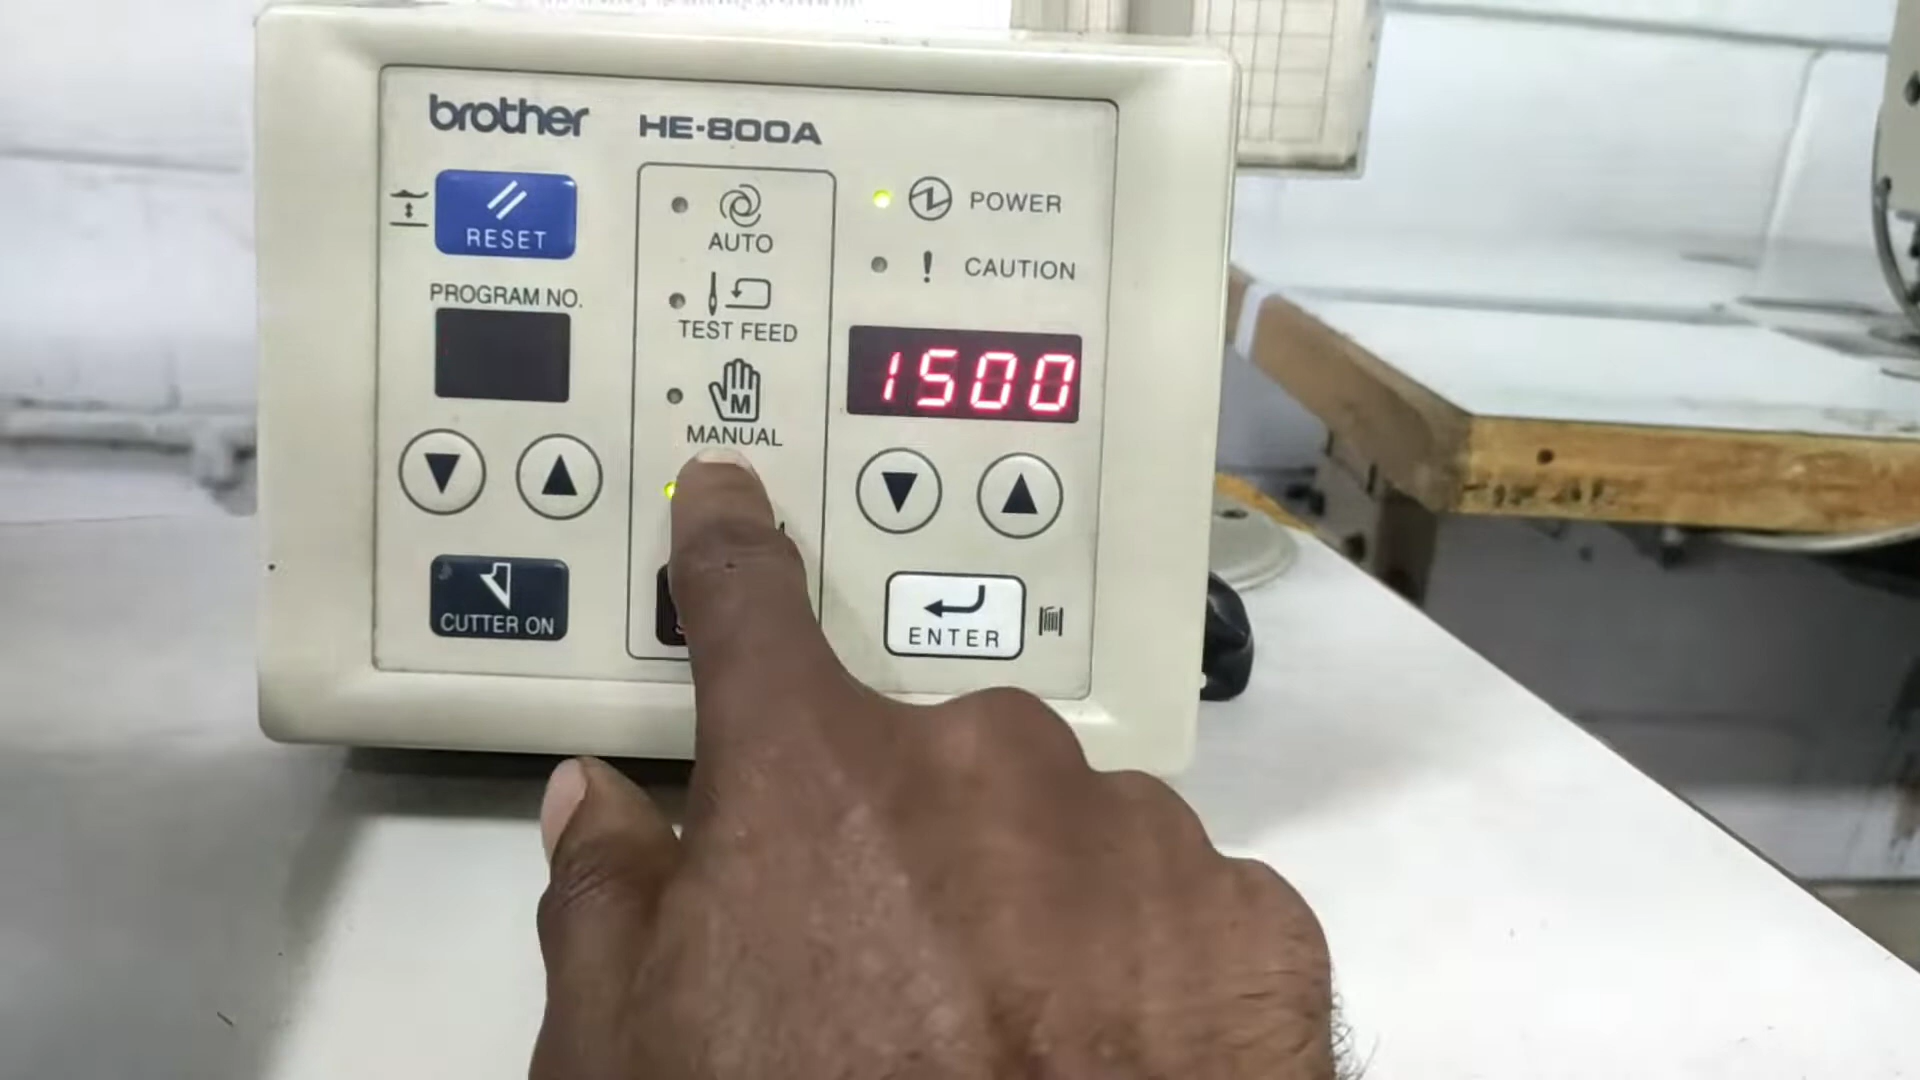 brother HE-800A
RESET
AUTO
POWER
! CAUTION
PROGRAM NO.
TEST FEED
1500
M
MANUAL
CUTTER ON
ENTER